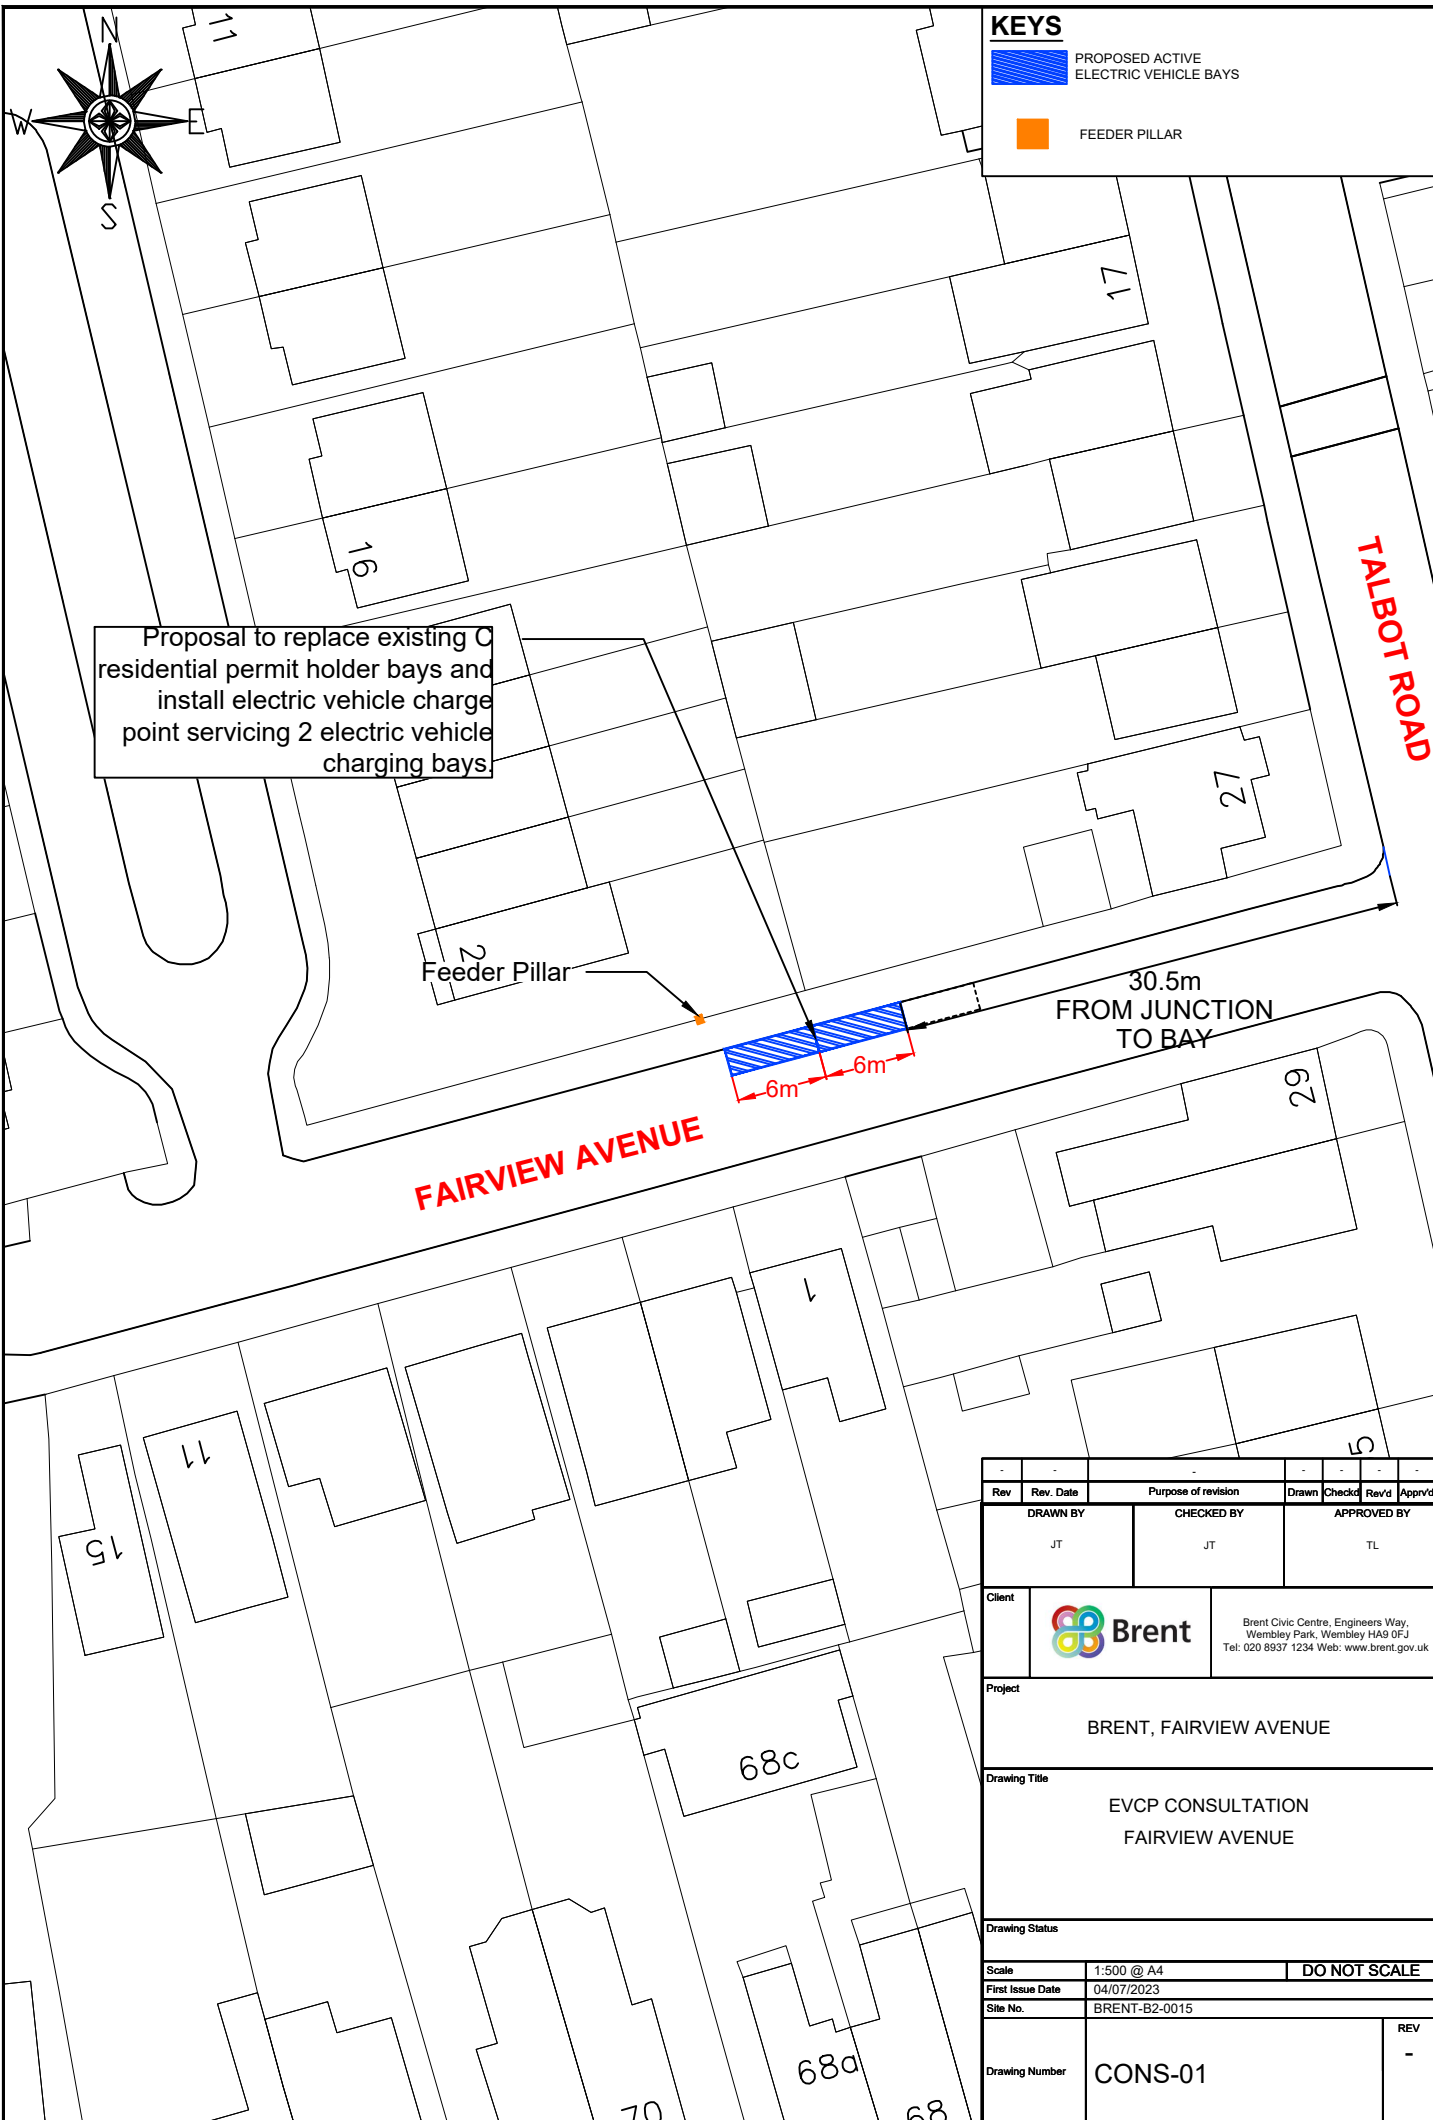 N
W
E
S
11
KEYS
PROPOSED ACTIVE
ELECTRIC VEHICLE BAYS
FEEDER PILLAR
17
16
TALBOT ROAD
Proposal to replace existing C
residential permit holder bays and
install electric vehicle charge
point servicing 2 electric vehicle
charging bays.
27
2
Feeder Pillar
30.5m
FROM JUNCTION
TO BAY
6m
6m
29
FAIRVIEW AVENUE
1
11
15
5
68c
68a
70
68
- - - - - - -
Rev Rev. Date Purpose of revision Drawn Checkd Rev'd Apprv'd
DRAWN BY CHECKED BY APPROVED BY
JT JT TL
Client
Brent
Brent Civic Centre, Engineers Way,
Wembley Park, Wembley HA9 0FJ
Tel: 020 8937 1234 Web: www.brent.gov.uk
Project
BRENT, FAIRVIEW AVENUE
Drawing Title
EVCP CONSULTATION
FAIRVIEW AVENUE
Drawing Status
Scale 1:500 @ A4 DO NOT SCALE
First Issue Date 04/07/2023
Site No. BRENT-B2-0015
Drawing Number CONS-01
REV
-